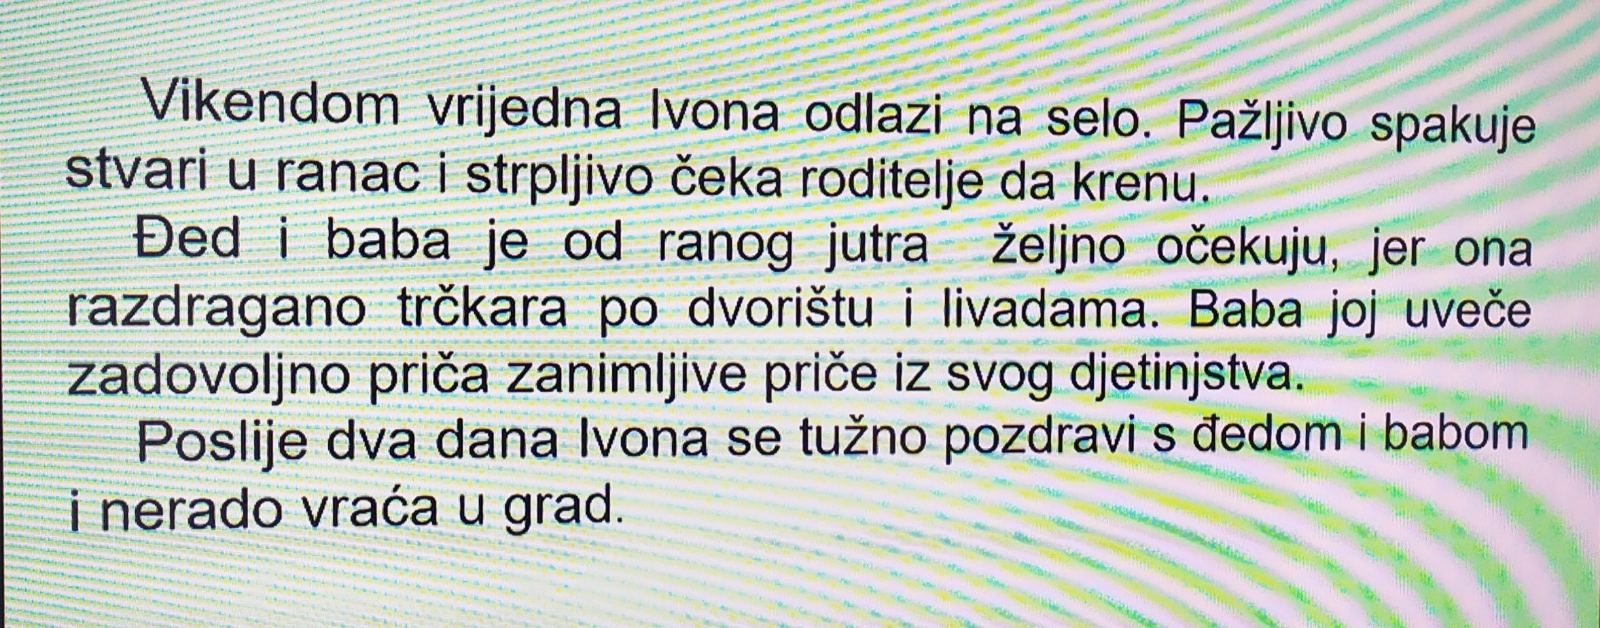 Vikendom vrijedna Ivona odlazi na selo. Pažljivo spakuje
stvari u ranac i strpljivo čeka roditelje da krenu.
Đed i baba je od ranog jutra željno očekuju, jer ona
razdragano trčkara po dvorištu i livadama. Baba joj uveče
zadovoljno priča zanimljive priče iz svog djetinjstva.
Poslije dva dana Ivona se tužno pozdravi s đedom i babom
i nerado vraća u grad.